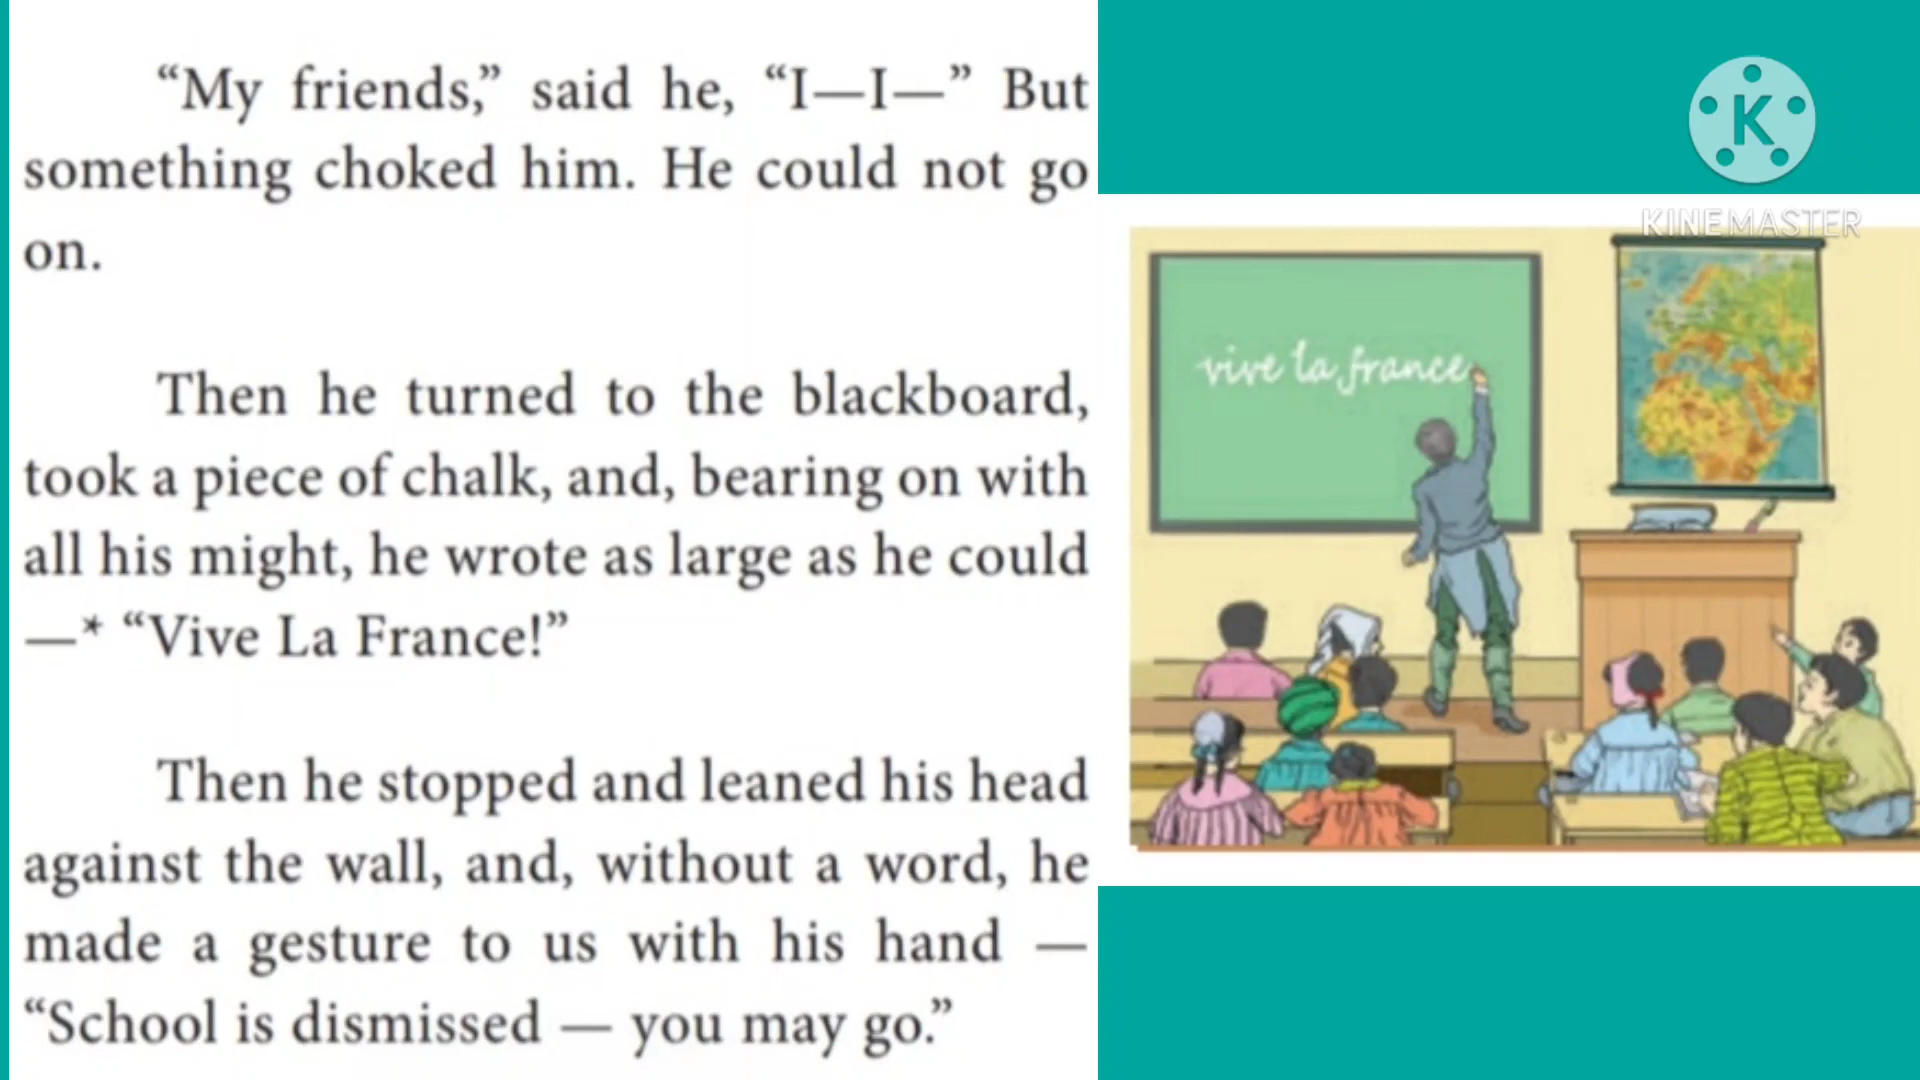 “My friends,” said he, “I—I—” But
something choked him. He could not go
on.
Then he turned to the blackboard,
took a piece of chalk, and, bearing on with
all his might, he wrote as large as he could
—* “Vive La France!”
Then he stopped and leaned his head
against the wall, and, without a word, he
made a gesture to us with his hand —
“School is dismissed — you may go.”
K
KINEMASTER
vive la france